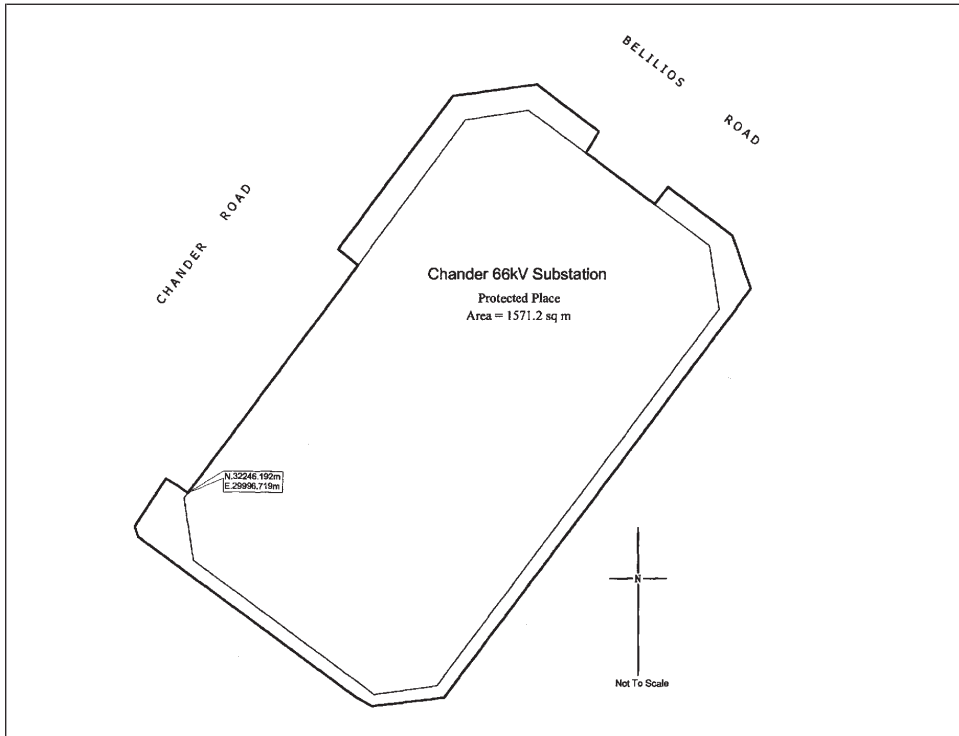 BELILIOS ROAD
CHANDER ROAD
Chander 66kV Substation
Protected Place
Area = 1571.2 sq m
N.32246.192m
E.29996.719m
N
Not To Scale